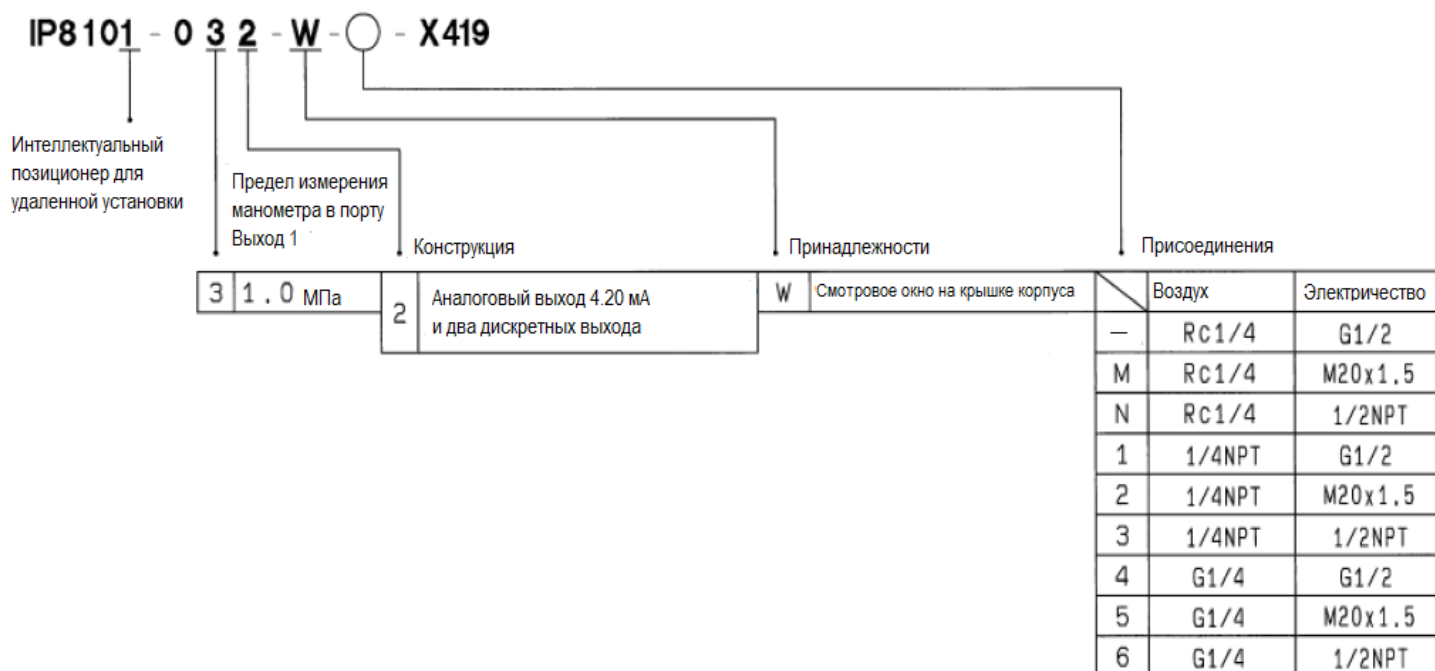 IP8101 - 0 3 2 - W - ○ - X419
Интеллектуальный
позиционер для
удаленной установки
Предел измерения
манометра в порту
Выход 1
Конструкция
Принадлежности
Присоединения
3 1.0 МПа
2 Аналоговый выход 4.20 мА
и два дискретных выхода
W Смотровое окно на крышке корпуса
Воздух Электричество
— Rc1/4 G1/2
M Rc1/4 M20x1.5
N Rc1/4 1/2NPT
1 1/4NPT G1/2
2 1/4NPT M20x1.5
3 1/4NPT 1/2NPT
4 G1/4 G1/2
5 G1/4 M20x1.5
6 G1/4 1/2NPT